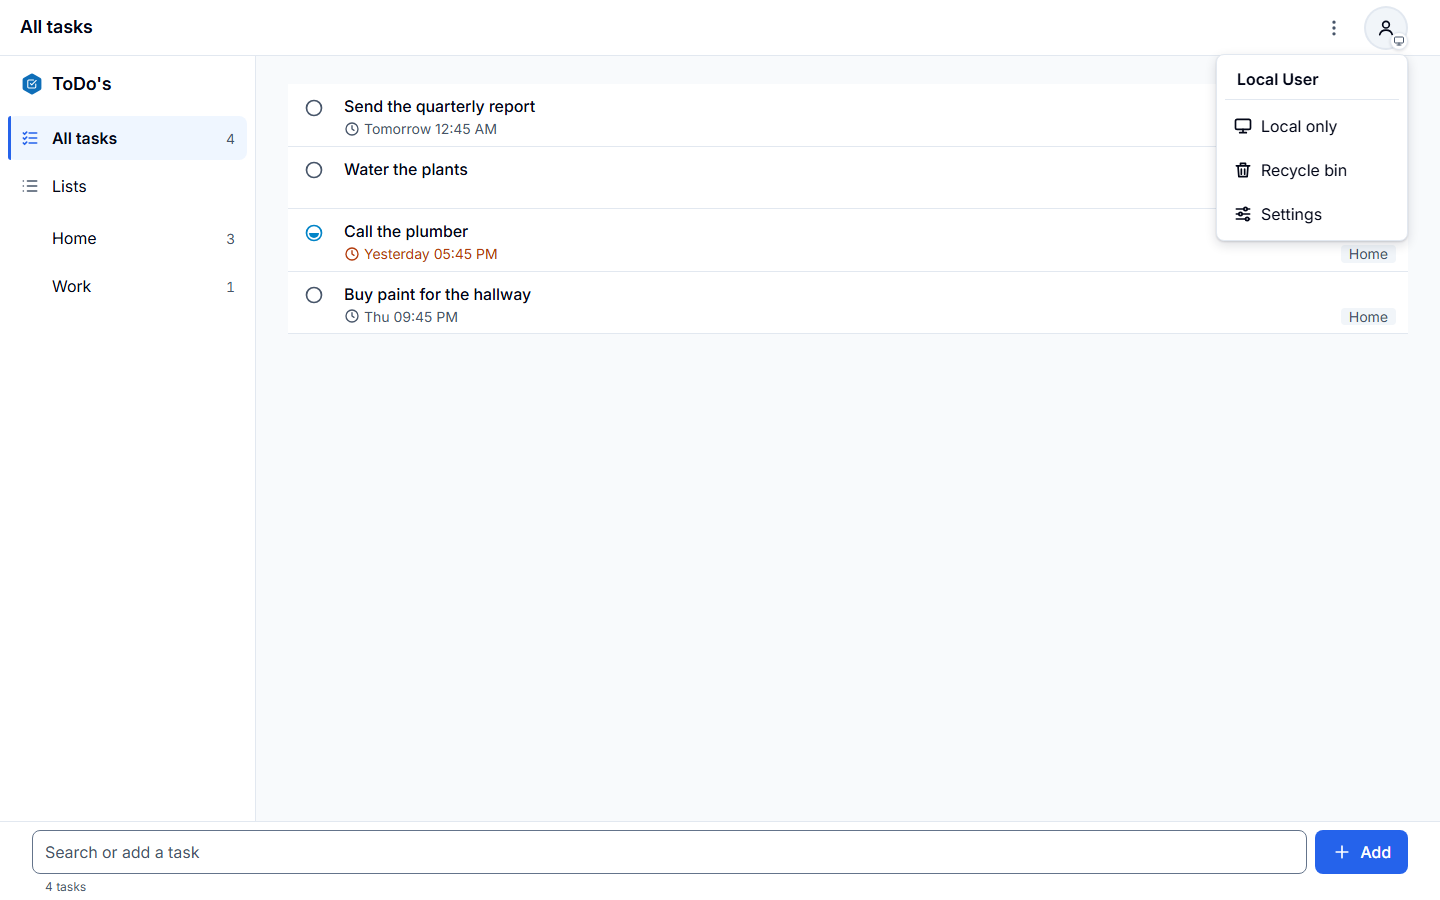 All tasks
ToDo's
All tasks 4
Lists
Home 3
Work 1
Send the quarterly report
Tomorrow 12:45 AM
Water the plants
Call the plumber
Yesterday 05:45 PM
Home
Buy paint for the hallway
Thu 09:45 PM
Home
Local User
Local only
Recycle bin
Settings
Search or add a task
Add
4 tasks